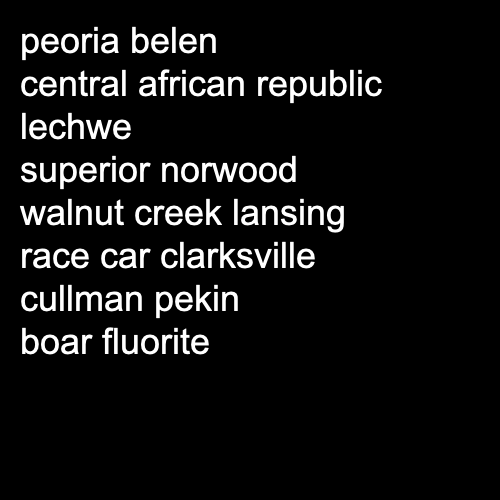 peoria belen
central african republic
lechwe
superior norwood
walnut creek lansing
race car clarksville
cullman pekin
boar fluorite